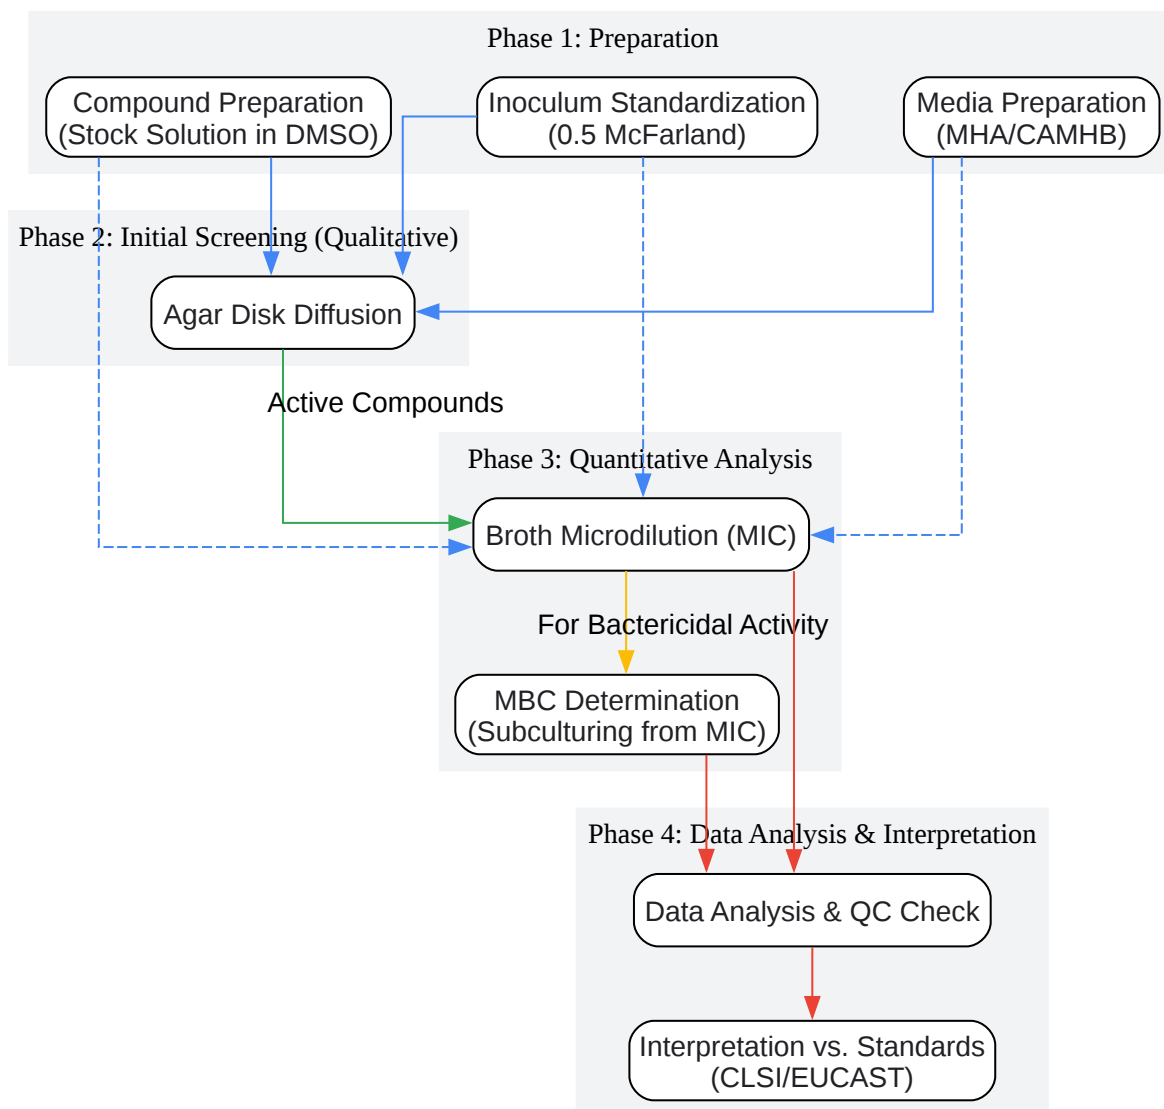 Phase 1: Preparation
Compound Preparation
(Stock Solution in DMSO)
Inoculum Standardization
(0.5 McFarland)
Media Preparation
(MHA/CAMHB)
Phase 2: Initial Screening (Qualitative)
Agar Disk Diffusion
Active Compounds
Phase 3: Quantitative Analysis
Broth Microdilution (MIC)
For Bactericidal Activity
MBC Determination
(Subculturing from MIC)
Phase 4: Data Analysis & Interpretation
Data Analysis & QC Check
Interpretation vs. Standards
(CLSI/EUCAST)